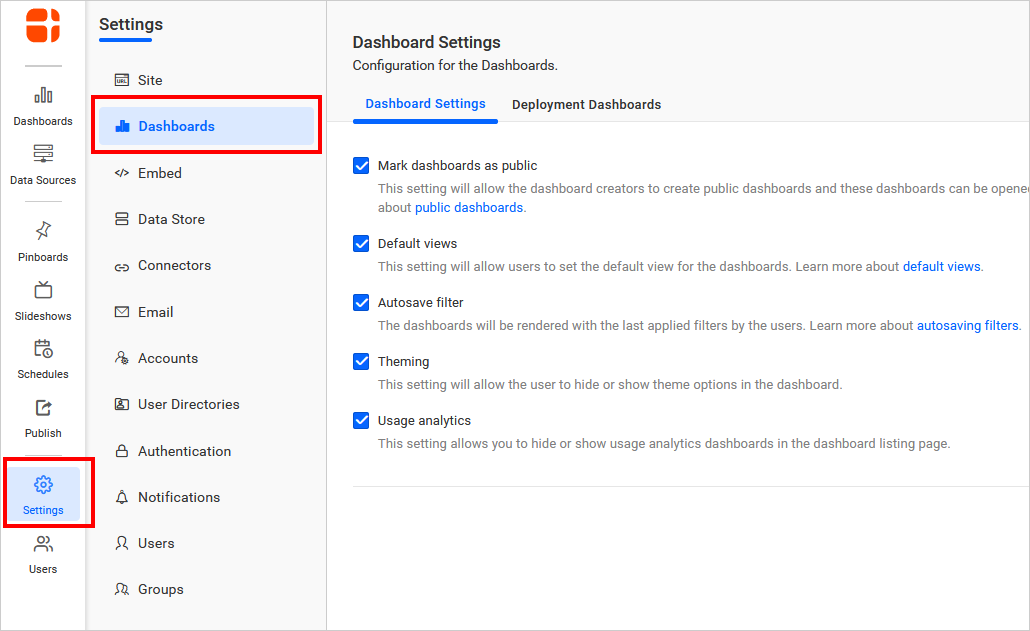 Dashboards
Data Sources
Pinboards
Slideshows
Schedules
Publish
Settings
Users
Settings
URL Site
Dashboards
</> Embed
Data Store
Connectors
Email
Accounts
User Directories
Authentication
Notifications
Users
Groups
Dashboard Settings
Configuration for the Dashboards.
Dashboard Settings Deployment Dashboards
Mark dashboards as public
This setting will allow the dashboard creators to create public dashboards and these dashboards can be opened
about public dashboards.
Default views
This setting will allow users to set the default view for the dashboards. Learn more about default views.
Autosave filter
The dashboards will be rendered with the last applied filters by the users. Learn more about autosaving filters.
Theming
This setting will allow the user to hide or show theme options in the dashboard.
Usage analytics
This setting allows you to hide or show usage analytics dashboards in the dashboard listing page.